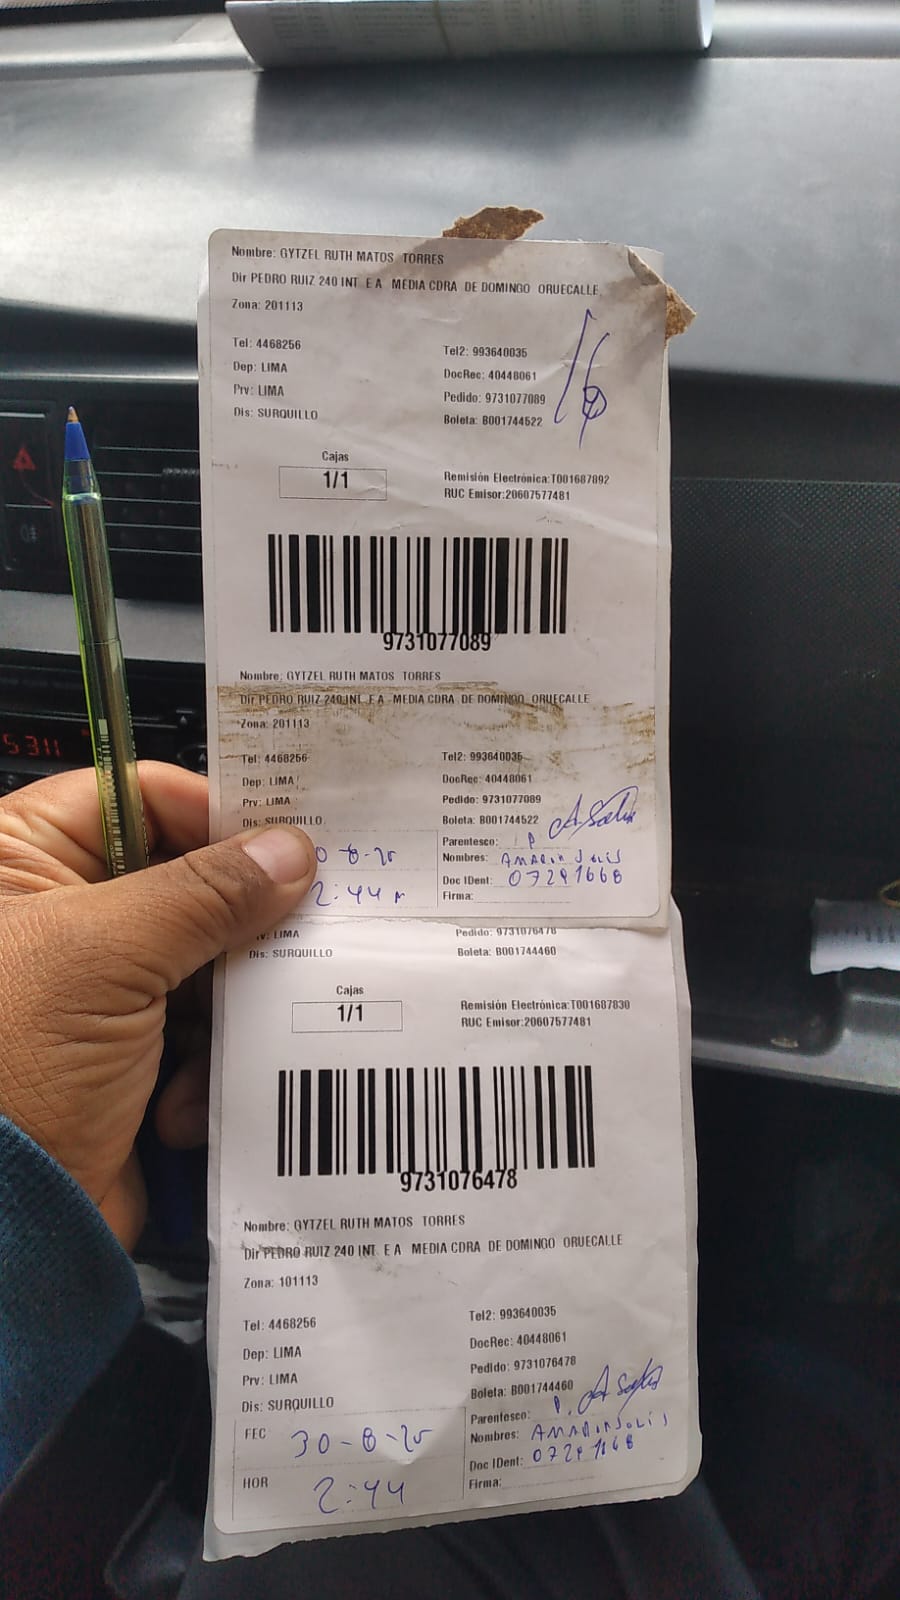 Nombre: GYTZEL RUTH MATOS TORRES
Dir PEDRO RUIZ 240 INT E A MEDIA CDRA DE DOMINGO ORUECALLE
Zona: 201113
Tel: 4468256 Tel2: 993640035
Dep: LIMA DocRec: 40448061
Prv: LIMA Pedido: 9731077089
Dis: SURQUILLO Boleta: B001744522
Cajas
1/1
Remisión Electrónica:T001687892
RUC Emisor:20607577481
9731077089
Nombre: GYTZEL RUTH MATOS TORRES
Dir PEDRO RUIZ 240 INT E A MEDIA CDRA DE DOMINGO ORUECALLE
Zona: 201113
Tel: 4468256 Tel2: 993640035
Dep: LIMA DocRec: 40448061
Prv: LIMA Pedido: 9731077089
Dis: SURQUILLO Boleta: B001744522
Parentesco: P
Nombres:
Doc IDent: 07291668
2:44
Firma:
LIMA Pedido: 9731076478
Dis: SURQUILLO Boleta: B001744460
Cajas
1/1
Remisión Electrónica:T001687830
RUC Emisor:20607577481
9731076478
Nombre: GYTZEL RUTH MATOS TORRES
Dir PEDRO RUIZ 240 INT E A MEDIA CDRA DE DOMINGO ORUECALLE
Zona: 101113
Tel: 4468256 Tel2: 993640035
Dep: LIMA DocRec: 40448061
Prv: LIMA Pedido: 9731076478
Dis: SURQUILLO Boleta: B001744460
Parentesco: P.
FEC 30-8-25
Nombres:
Doc IDent:
HOR 2:44
Firma: